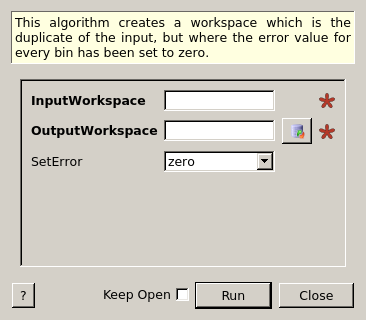 This algorithm creates a workspace which is the
duplicate of the input, but where the error value for
every bin has been set to zero.
InputWorkspace
OutputWorkspace
SetError zero
? Keep Open Run Close